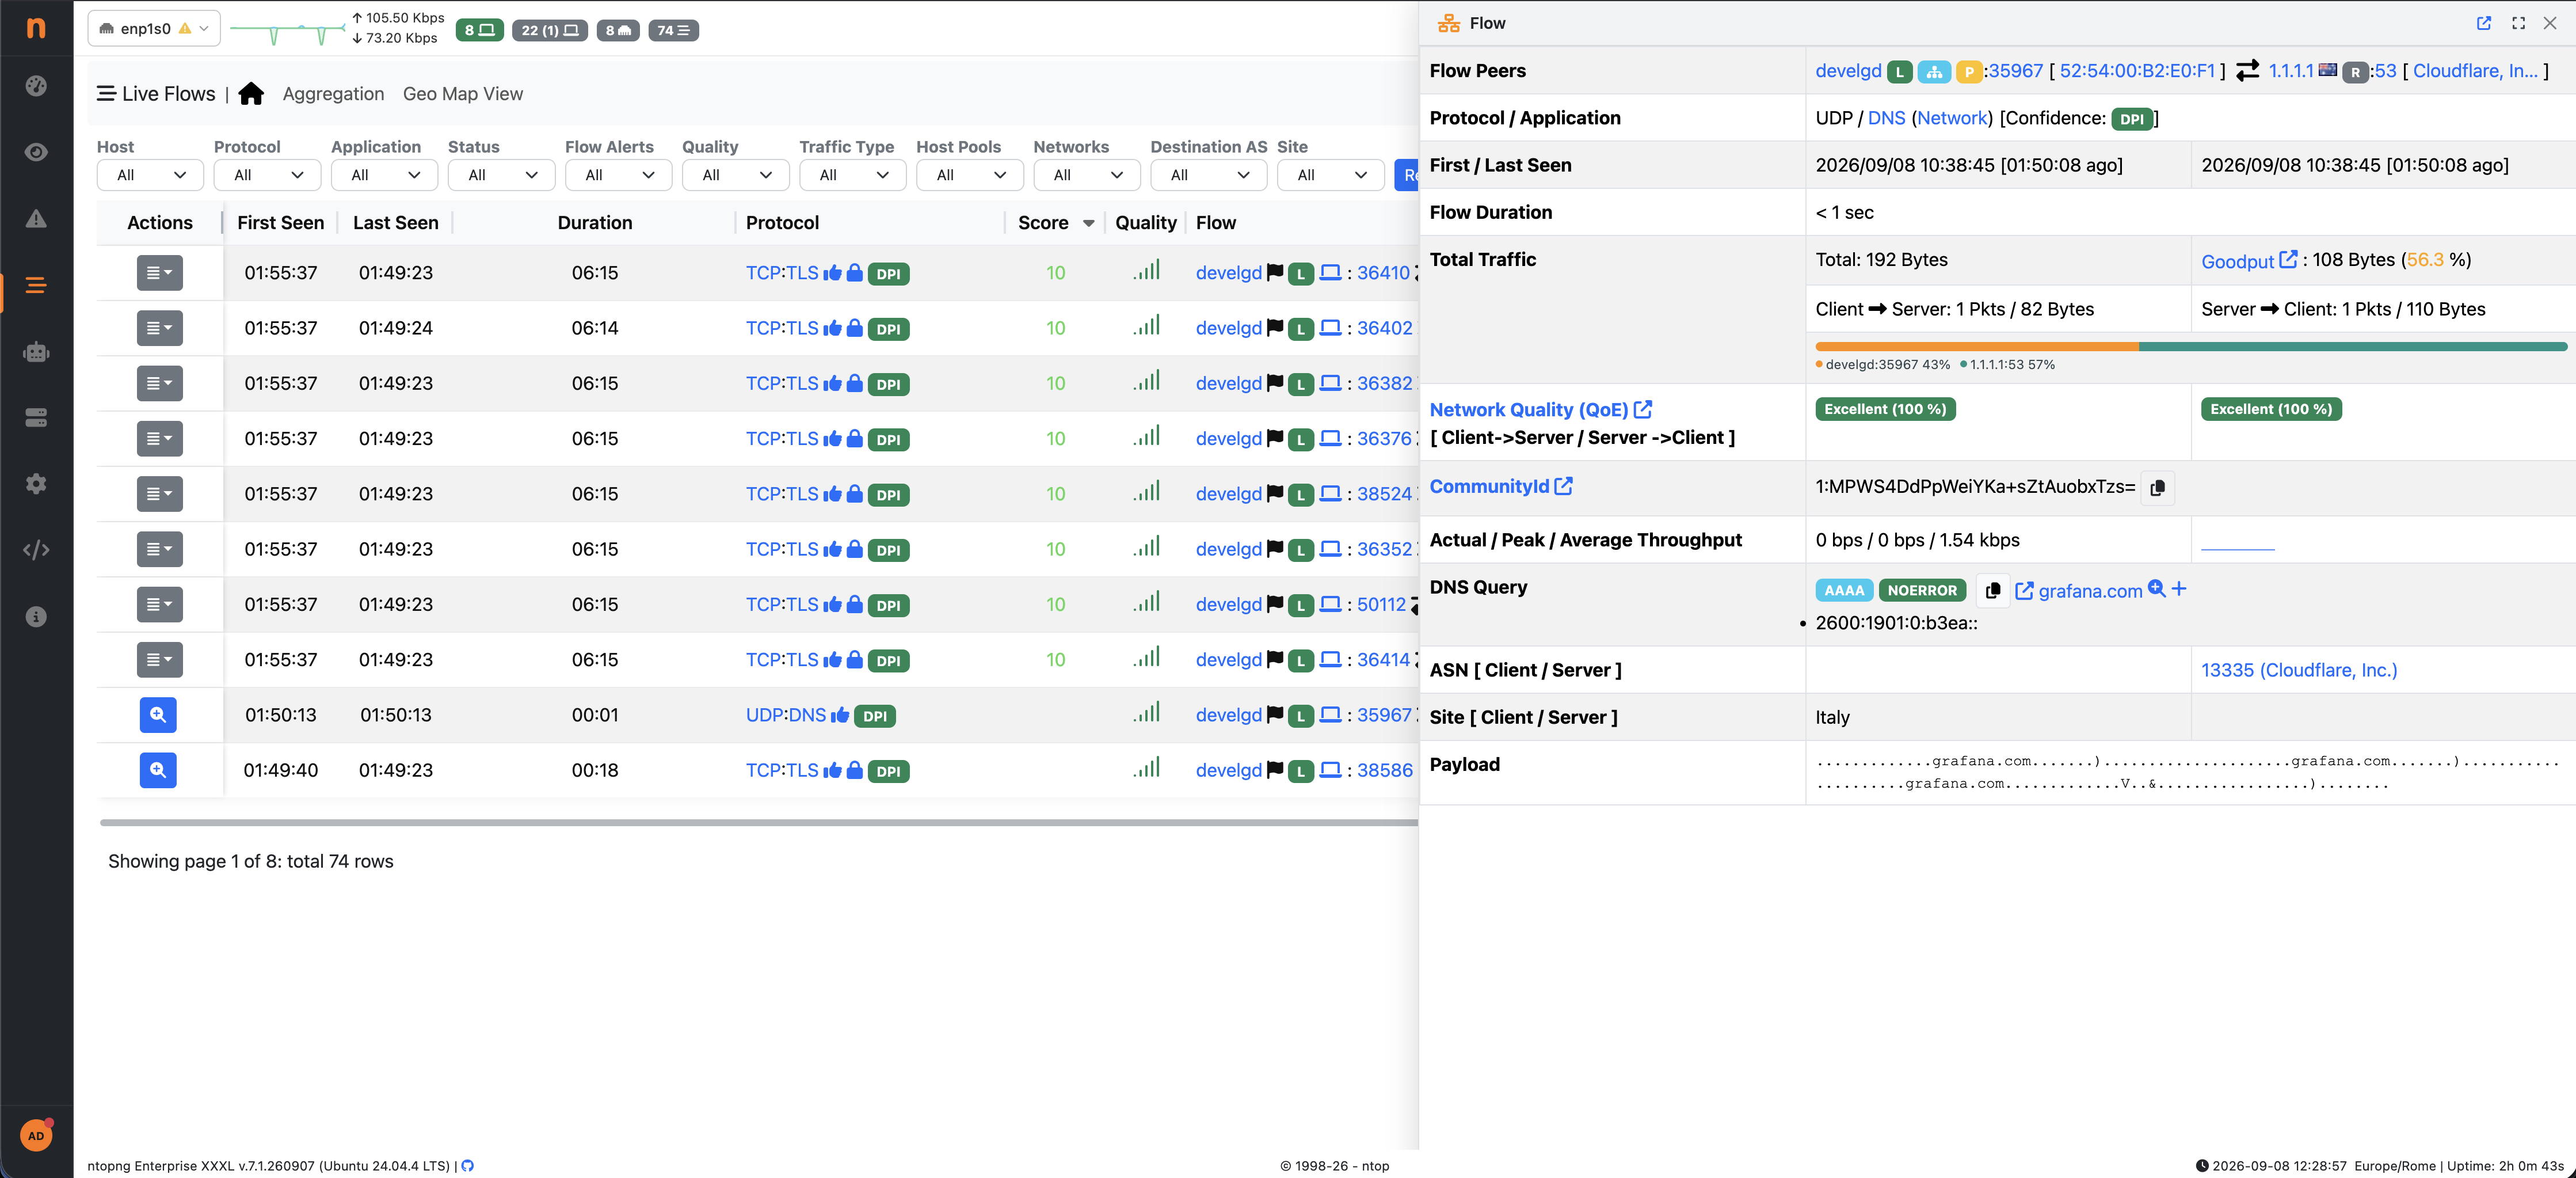 n
enp1s0
105.50 Kbps
73.20 Kbps
8
22 (1)
8
74
Live Flows | Aggregation Geo Map View
Host Protocol Application Status Flow Alerts Quality Traffic Type Host Pools Networks Destination AS Site
All All All All All All All All All All All Re
Actions First Seen Last Seen Duration Protocol Score Quality Flow
01:55:37 01:49:23 06:15 TCP:TLS DPI 10 develgd L : 36410
01:55:37 01:49:24 06:14 TCP:TLS DPI 10 develgd L : 36402
01:55:37 01:49:23 06:15 TCP:TLS DPI 10 develgd L : 36382
01:55:37 01:49:23 06:15 TCP:TLS DPI 10 develgd L : 36376
01:55:37 01:49:23 06:15 TCP:TLS DPI 10 develgd L : 38524
01:55:37 01:49:23 06:15 TCP:TLS DPI 10 develgd L : 36352
01:55:37 01:49:23 06:15 TCP:TLS DPI 10 develgd L : 50112
01:55:37 01:49:23 06:15 TCP:TLS DPI 10 develgd L : 36414
01:50:13 01:50:13 00:01 UDP:DNS DPI develgd L : 35967
01:49:40 01:49:23 00:18 TCP:TLS DPI develgd L : 38586
Showing page 1 of 8: total 74 rows
Flow
Flow Peers develgd L P :35967 [ 52:54:00:B2:E0:F1 ] 1.1.1.1 R :53 [ Cloudflare, In... ]
Protocol / Application UDP / DNS (Network) [Confidence: DPI]
First / Last Seen 2026/09/08 10:38:45 [01:50:08 ago] 2026/09/08 10:38:45 [01:50:08 ago]
Flow Duration < 1 sec
Total Traffic Total: 192 Bytes Goodput : 108 Bytes (56.3 %)
Client ➞ Server: 1 Pkts / 82 Bytes Server ➞ Client: 1 Pkts / 110 Bytes
develgd:35967 43% 1.1.1.1:53 57%
Network Quality (QoE) Excellent (100 %) Excellent (100 %)
[ Client->Server / Server ->Client ]
CommunityId 1:MPWS4DdPpWeiYKa+sZtAuobxTzs=
Actual / Peak / Average Throughput 0 bps / 0 bps / 1.54 kbps
DNS Query AAAA NOERROR grafana.com
• 2600:1901:0:b3ea::
ASN [ Client / Server ] 13335 (Cloudflare, Inc.)
Site [ Client / Server ] Italy
Payload .............grafana.com.......).....................grafana.com.......)...........
..........grafana.com.............V..&.................)........
AD
ntopng Enterprise XXXL v.7.1.260907 (Ubuntu 24.04.4 LTS) |
© 1998-26 - ntop
2026-09-08 12:28:57 Europe/Rome | Uptime: 2h 0m 43s